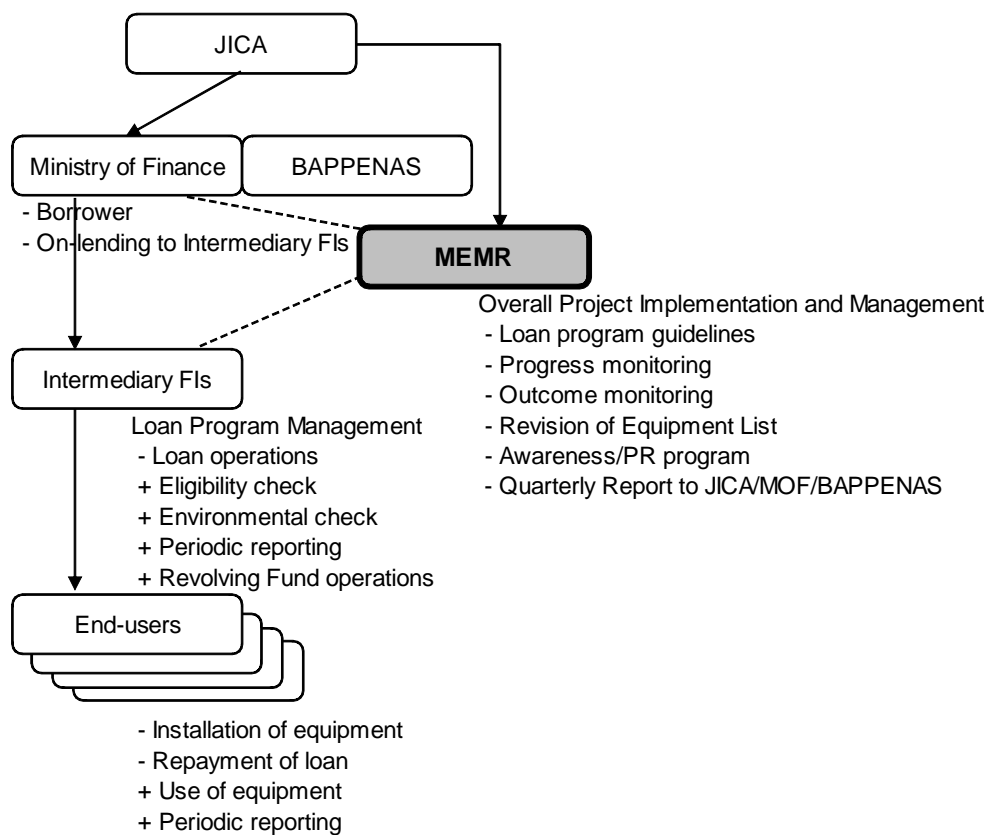 JICA
Ministry of Finance
BAPPENAS
- Borrower
- On-lending to Intermediary FIs
MEMR
Overall Project Implementation and Management
- Loan program guidelines
- Progress monitoring
- Outcome monitoring
- Revision of Equipment List
- Awareness/PR program
- Quarterly Report to JICA/MOF/BAPPENAS
Intermediary FIs
Loan Program Management
- Loan operations
+ Eligibility check
+ Environmental check
+ Periodic reporting
+ Revolving Fund operations
End-users
- Installation of equipment
- Repayment of loan
+ Use of equipment
+ Periodic reporting